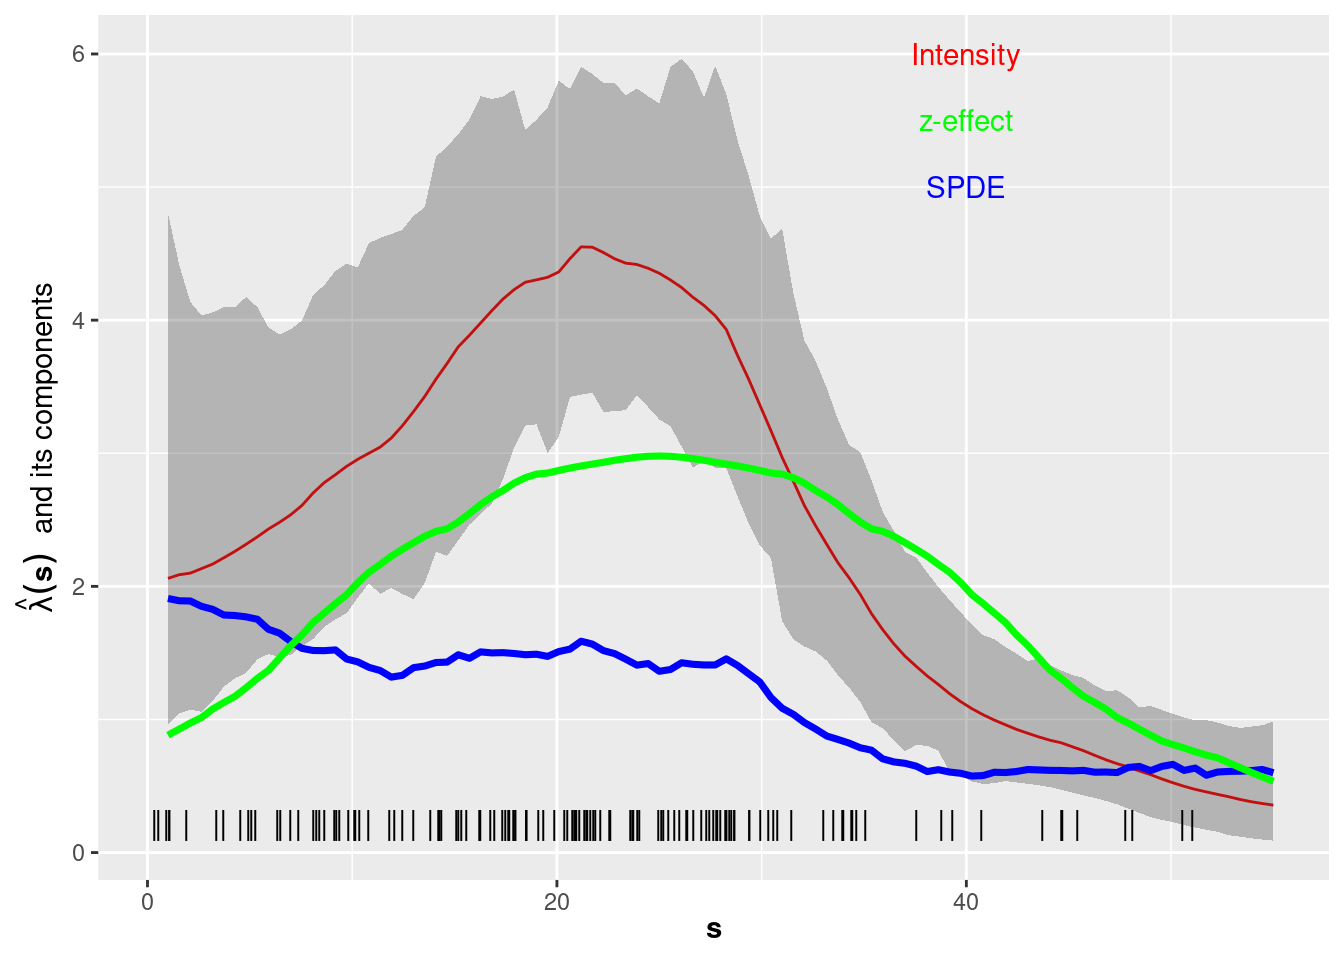 Intensity
z-effect
SPDE
6
4
2
0
0 20 40
s
λ̂(s) and its components